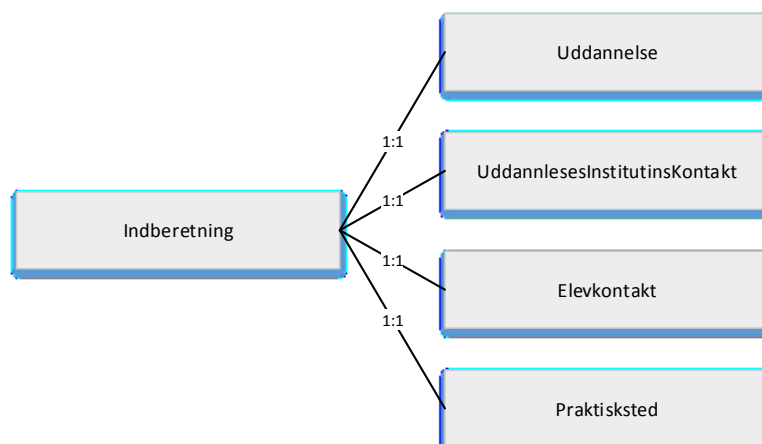 Uddannelse
1:1
UddannlesesInstitutinsKontakt
1:1
Indberetning
1:1
Elevkontakt
1:1
Praktisksted